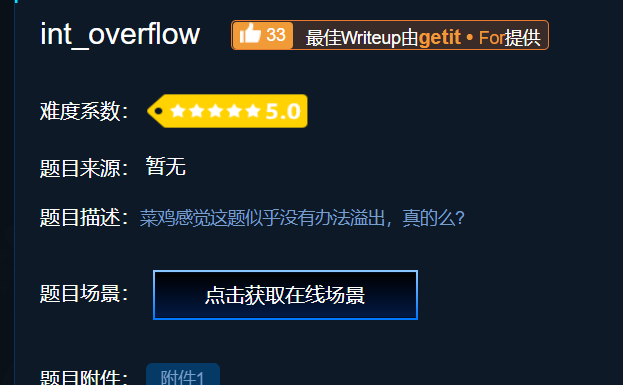 int_overflow 33 最佳Writeup由getit • For提供
难度系数： 5.0
题目来源： 暂无
题目描述：菜鸡感觉这题似乎没有办法溢出，真的么?
题目场景： 点击获取在线场景
题目附件： 附件1